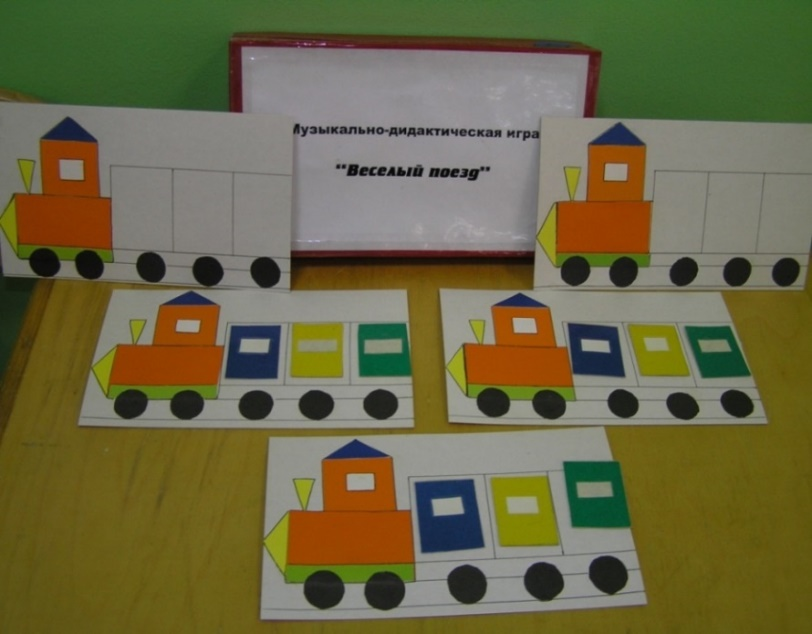 Музыкально-дидактическая игра
"Веселый поезд"